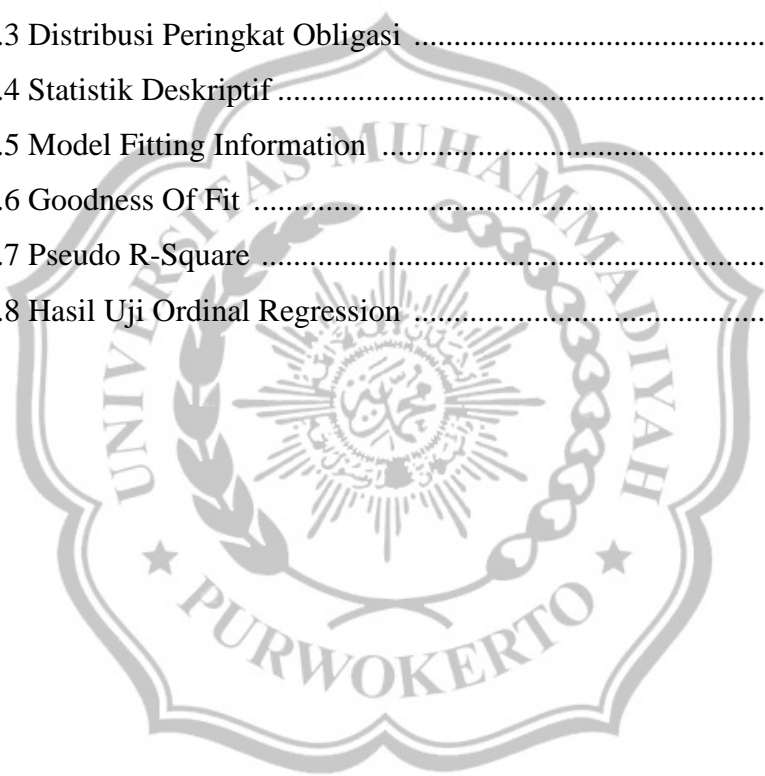 .3 Distribusi Peringkat Obligasi ............................................
.4 Statistik Deskriptif .............................................................
.5 Model Fitting Information ................................................
.6 Goodness Of Fit ................................................................
.7 Pseudo R-Square ...............................................................
.8 Hasil Uji Ordinal Regression ............................................
UNIVERSITAS MUHAMMADIYAH
PURWOKERTO